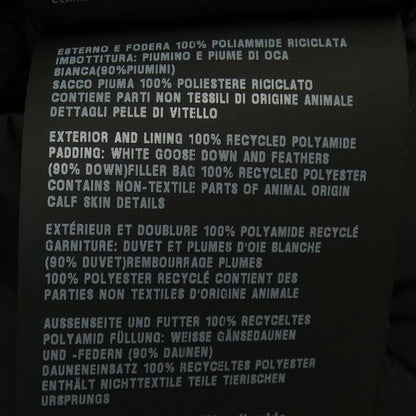 ESTERNO E FODERA 100% POLIAMMIDE RICICLATA
IMBOTTITURA: PIUMINO E PIUME DI OCA
BIANCA(90%PIUMINI)
SACCO PIUMA 100% POLIESTERE RICICLATO
CONTIENE PARTI NON TESSILI DI ORIGINE ANIMALE
DETTAGLI PELLE DI VITELLO
EXTERIOR AND LINING 100% RECYCLED POLYAMIDE
PADDING: WHITE GOOSE DOWN AND FEATHERS
(90% DOWN)FILLER BAG 100% RECYCLED POLYESTER
CONTAINS NON-TEXTILE PARTS OF ANIMAL ORIGIN
CALF SKIN DETAILS
EXTÉRIEUR ET DOUBLURE 100% POLYAMIDE RECYCLÉ
GARNITURE: DUVET ET PLUMES D'OIE BLANCHE
(90% DUVET)REMBOURRAGE PLUMES
100% POLYESTER RECYCLÉ CONTIENT DES
PARTIES NON TEXTILES D'ORIGINE ANIMALE
AUSSENSEITE UND FUTTER 100% RECYCELTES
POLYAMID FÜLLUNG: WEISSE GÄNSEDAUNEN
UND -FEDERN (90% DAUNEN)
DAUNENEINSATZ 100% RECYCELTES POLYESTER
ENTHÄLT NICHTTEXTILE TEILE TIERISCHEN
URSPRUNGS